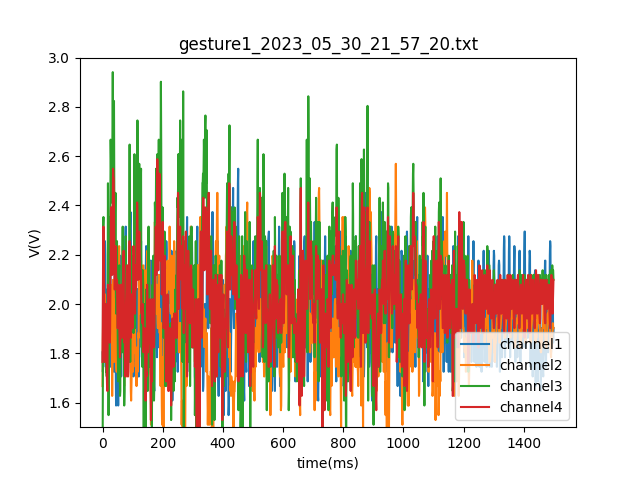 gesture1_2023_05_30_21_57_20.txt
3.0
2.8
2.6
2.4
2.2
2.0
1.8
1.6
V(V)
channel1
channel2
channel3
channel4
0 200 400 600 800 1000 1200 1400
time(ms)